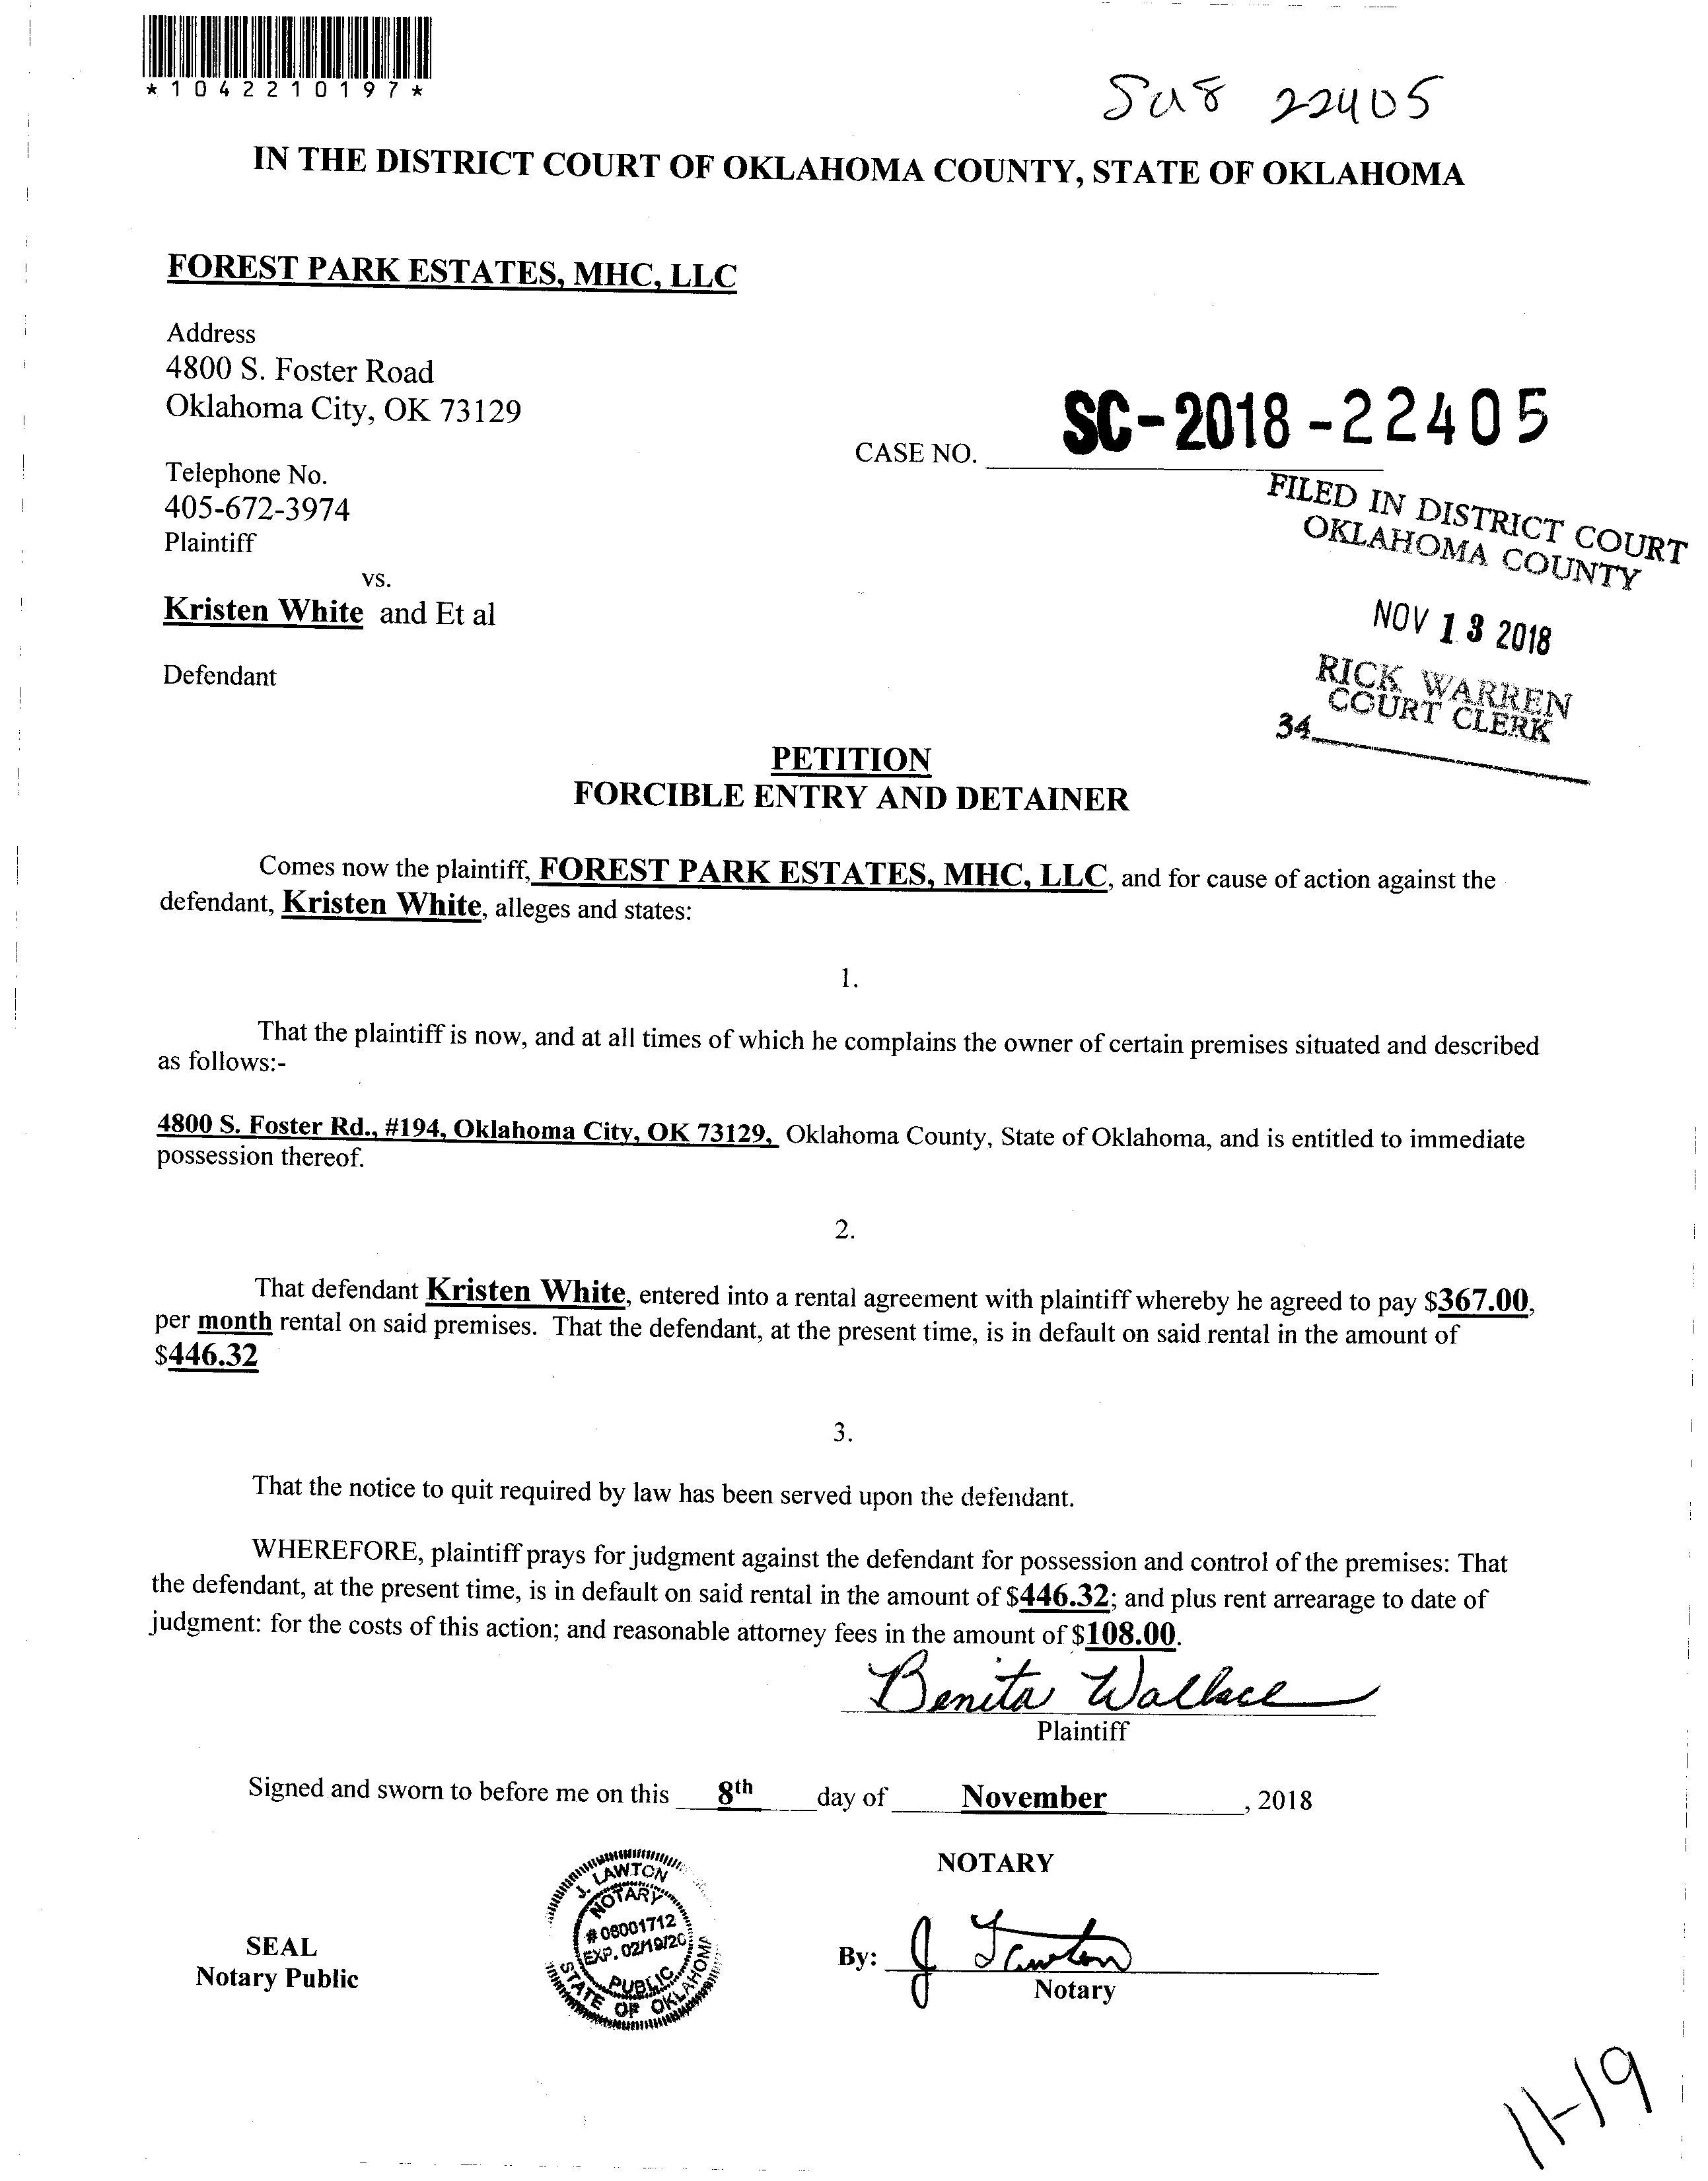 *1042210197*
SC18 22405
IN THE DISTRICT COURT OF OKLAHOMA COUNTY, STATE OF OKLAHOMA
FOREST PARK ESTATES, MHC, LLC
Address
4800 S. Foster Road
Oklahoma City, OK 73129
Telephone No.
405-672-3974
Plaintiff
vs.
Kristen White and Et al
Defendant
CASE NO. SC-2018-22405
FILED IN DISTRICT COURT
OKLAHOMA COUNTY
NOV 13 2018
RICK WARREN
COURT CLERK
34
PETITION
FORCIBLE ENTRY AND DETAINER
Comes now the plaintiff, FOREST PARK ESTATES, MHC, LLC, and for cause of action against the
defendant, Kristen White, alleges and states:
1.
That the plaintiff is now, and at all times of which he complains the owner of certain premises situated and described
as follows:-
4800 S. Foster Rd., #194, Oklahoma City, OK 73129, Oklahoma County, State of Oklahoma, and is entitled to immediate
possession thereof.
2.
That defendant Kristen White, entered into a rental agreement with plaintiff whereby he agreed to pay $367.00,
per month rental on said premises. That the defendant, at the present time, is in default on said rental in the amount of
$446.32
3.
That the notice to quit required by law has been served upon the defendant.
WHEREFORE, plaintiff prays for judgment against the defendant for possession and control of the premises: That
the defendant, at the present time, is in default on said rental in the amount of $446.32; and plus rent arrearage to date of
judgment: for the costs of this action; and reasonable attorney fees in the amount of $108.00.
Benita Wallace
Plaintiff
Signed and sworn to before me on this 8th day of November, 2018
NOTARY
J. LAWTON
NOTARY
# 08001712
EXP. 02/19/20
PUBLIC
STATE OF OKLAHOMA
SEAL
Notary Public
By: J Lawton
Notary
11-19